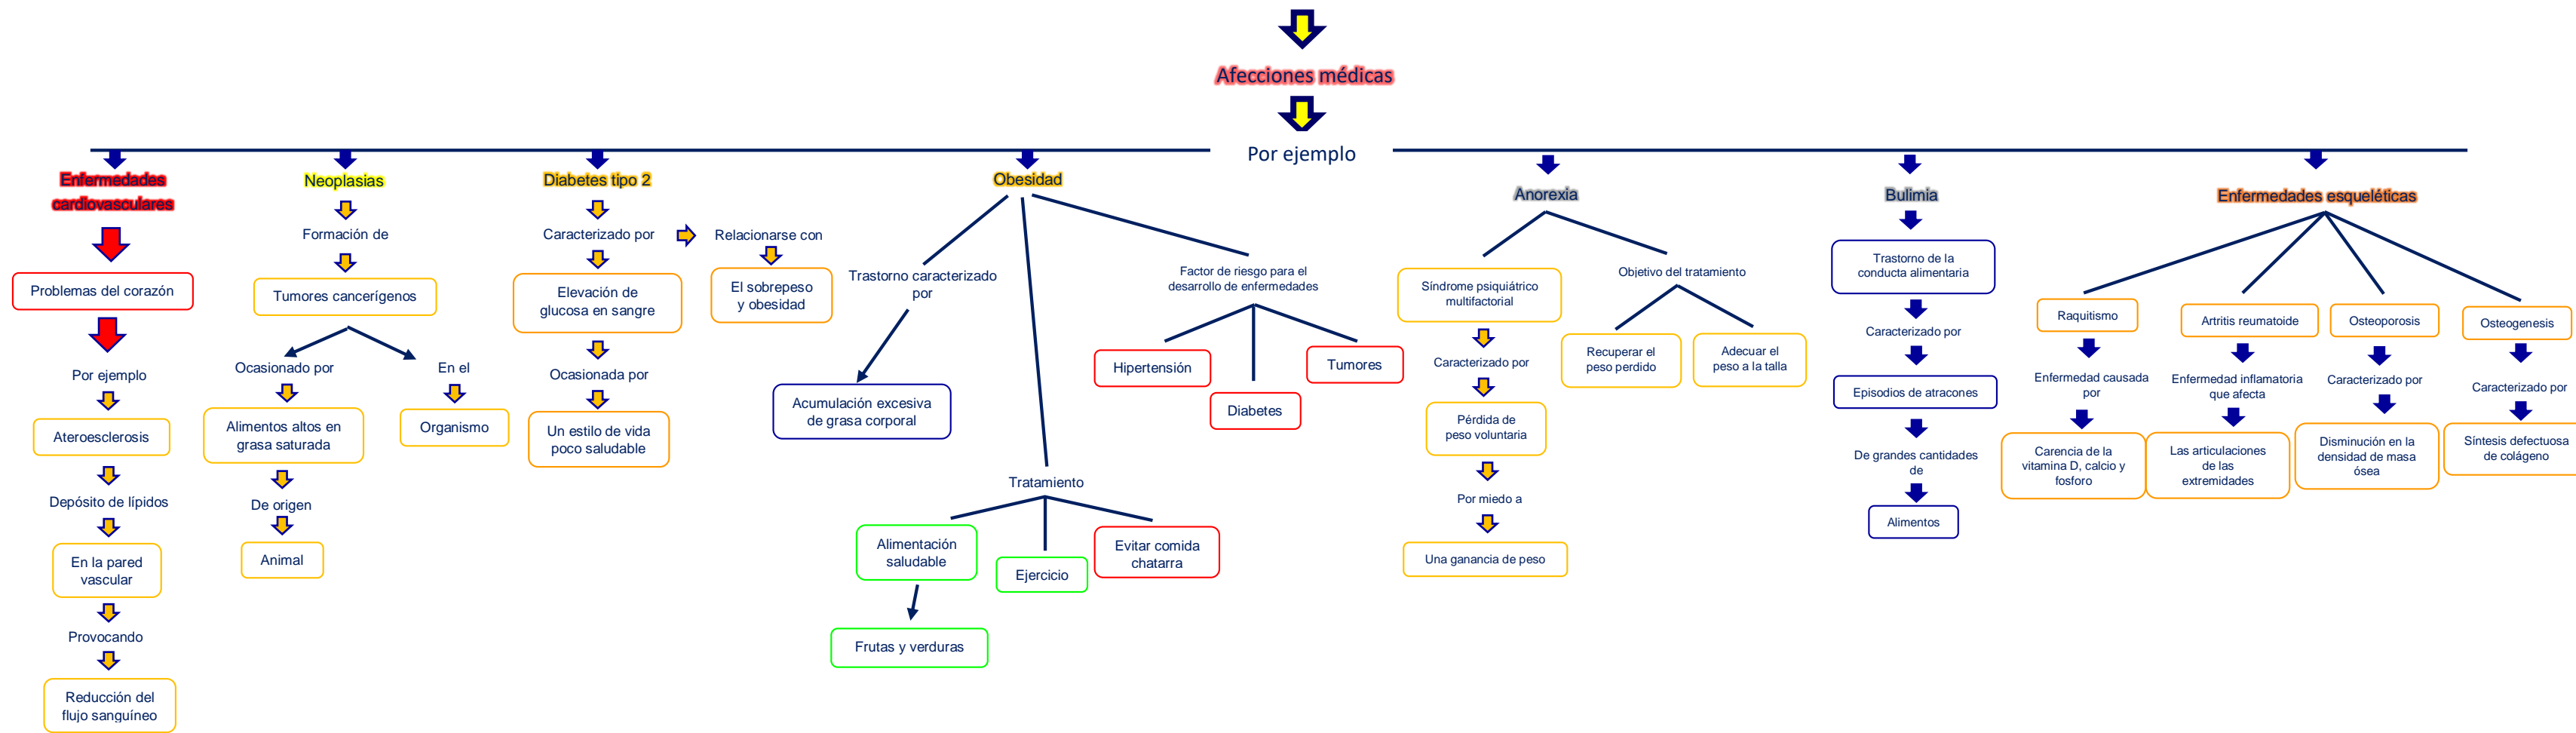 Afecciones médicas
Por ejemplo
Enfermedades
cardiovasculares
Problemas del corazón
Por ejemplo
Ateroesclerosis
Depósito de lípidos
En la pared
vascular
Provocando
Reducción del
flujo sanguíneo
Neoplasias
Formación de
Tumores cancerígenos
Ocasionado por
Alimentos altos en
grasa saturada
De origen
Animal
En el
Organismo
Diabetes tipo 2
Caracterizado por
Elevación de
glucosa en sangre
Ocasionada por
Un estilo de vida
poco saludable
Relacionarse con
El sobrepeso
y obesidad
Obesidad
Trastorno caracterizado
por
Acumulación excesiva
de grasa corporal
Tratamiento
Alimentación
saludable
Frutas y verduras
Ejercicio
Evitar comida
chatarra
Factor de riesgo para el
desarrollo de enfermedades
Hipertensión
Diabetes
Tumores
Anorexia
Síndrome psiquiátrico
multifactorial
Caracterizado por
Pérdida de
peso voluntaria
Por miedo a
Una ganancia de peso
Objetivo del tratamiento
Recuperar el
peso perdido
Adecuar el
peso a la talla
Bulimia
Trastorno de la
conducta alimentaria
Caracterizado por
Episodios de atracones
De grandes cantidades
de
Alimentos
Enfermedades esqueléticas
Raquitismo
Enfermedad causada
por
Carencia de la
vitamina D, calcio y
fosforo
Artritis reumatoide
Enfermedad inflamatoria
que afecta
Las articulaciones
de las
extremidades
Osteoporosis
Caracterizado por
Disminución en la
densidad de masa
ósea
Osteogenesis
Caracterizado por
Síntesis defectuosa
de colágeno